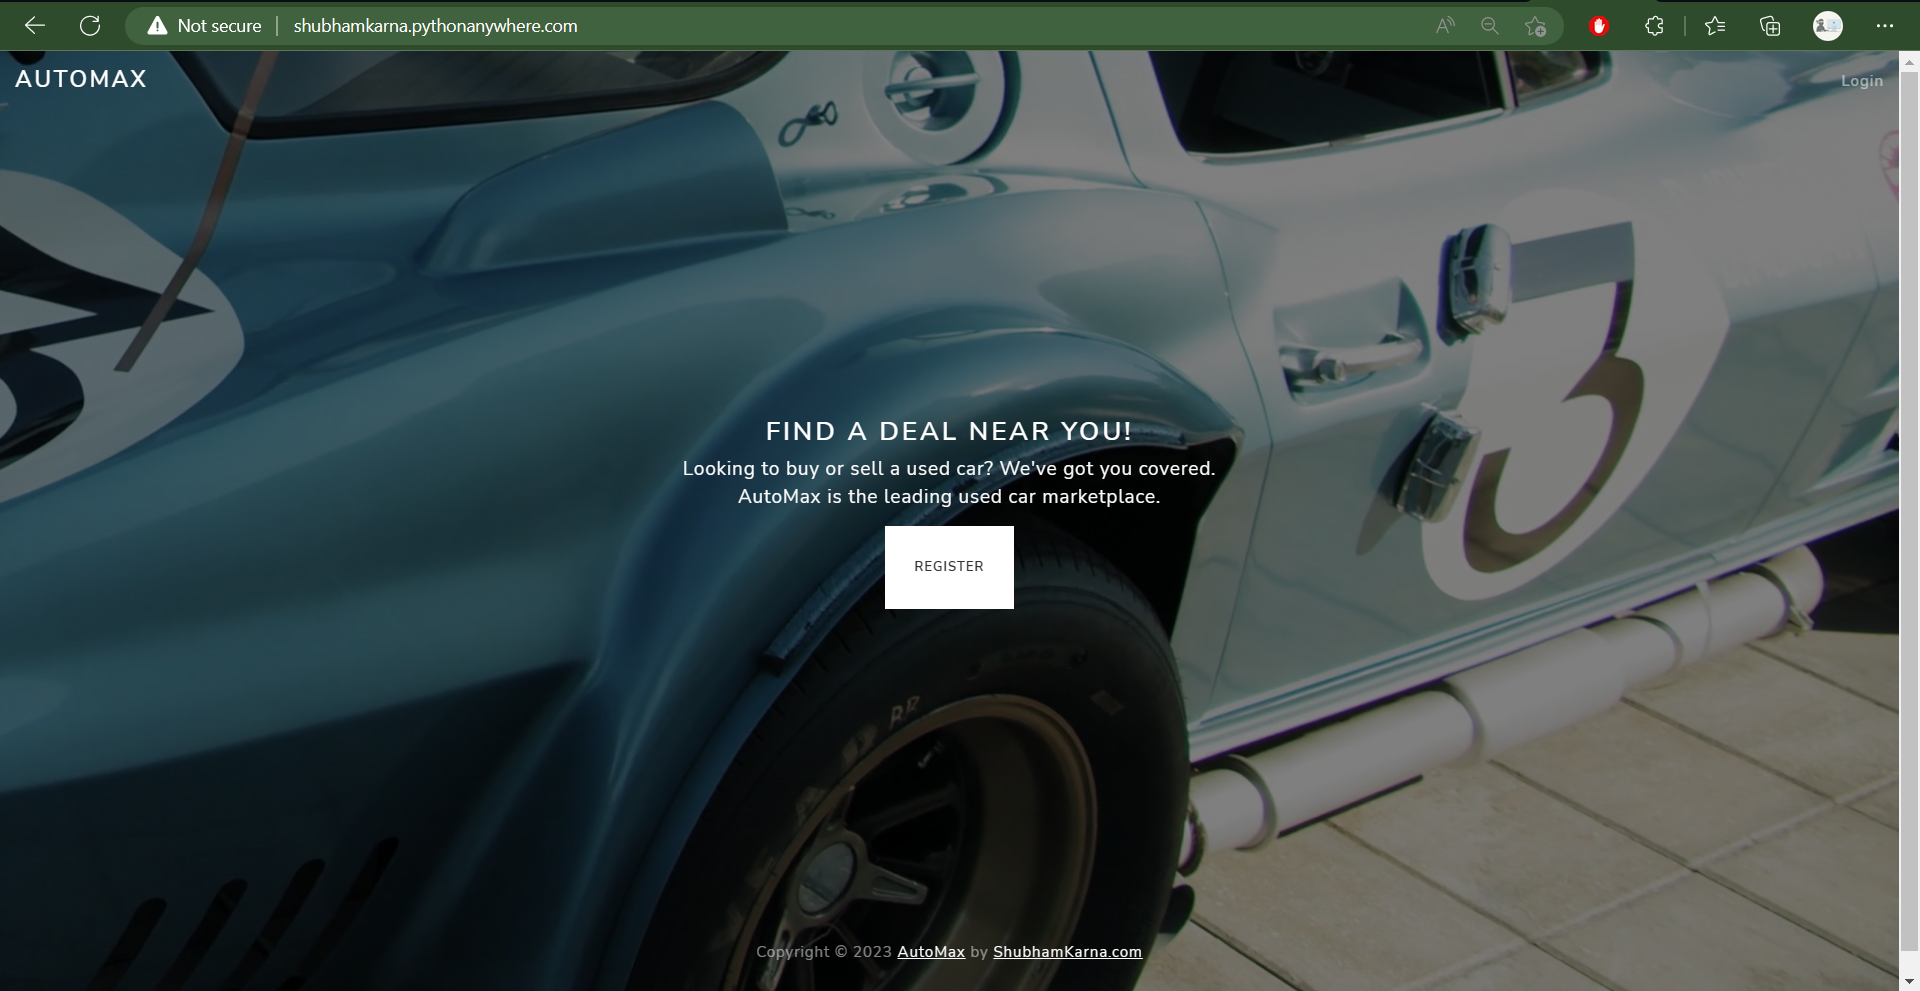 Not secure | shubhamkarna.pythonanywhere.com
AUTOMAX
Login
3
FIND A DEAL NEAR YOU!
Looking to buy or sell a used car? We've got you covered.
AutoMax is the leading used car marketplace.
REGISTER
Copyright © 2023 AutoMax by ShubhamKarna.com